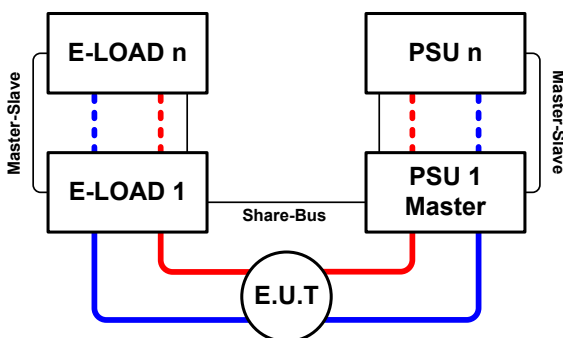 E-LOAD n
PSU n
Master-Slave
Master-Slave
E-LOAD 1
PSU 1
Master
Share-Bus
E.U.T